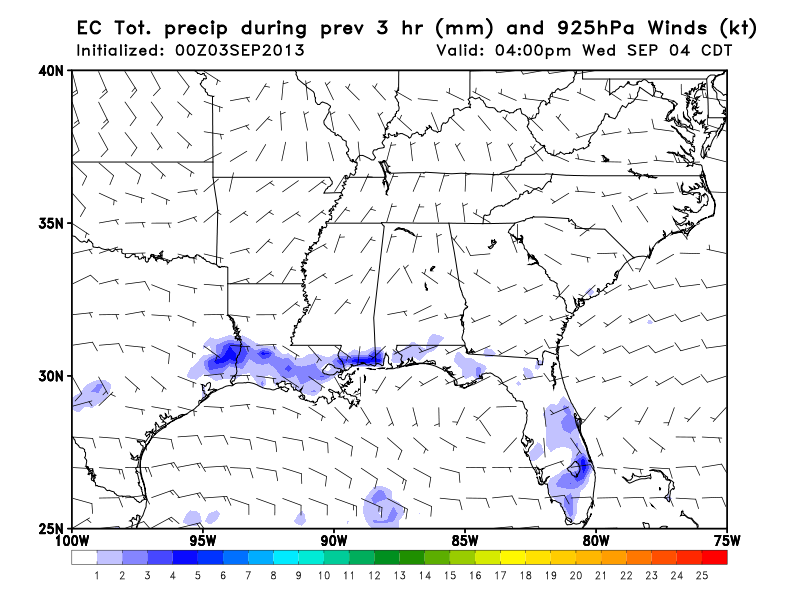 EC Tot. precip during prev 3 hr (mm) and 925hPa Winds (kt)
Initialized: 00Z03SEP2013 Valid: 04:00pm Wed SEP 04 CDT
40N
35N
30N
25N
100W 95W 90W 85W 80W 75W
1 2 3 4 5 6 7 8 9 10 11 12 13 14 15 16 17 18 19 20 21 22 23 24 25